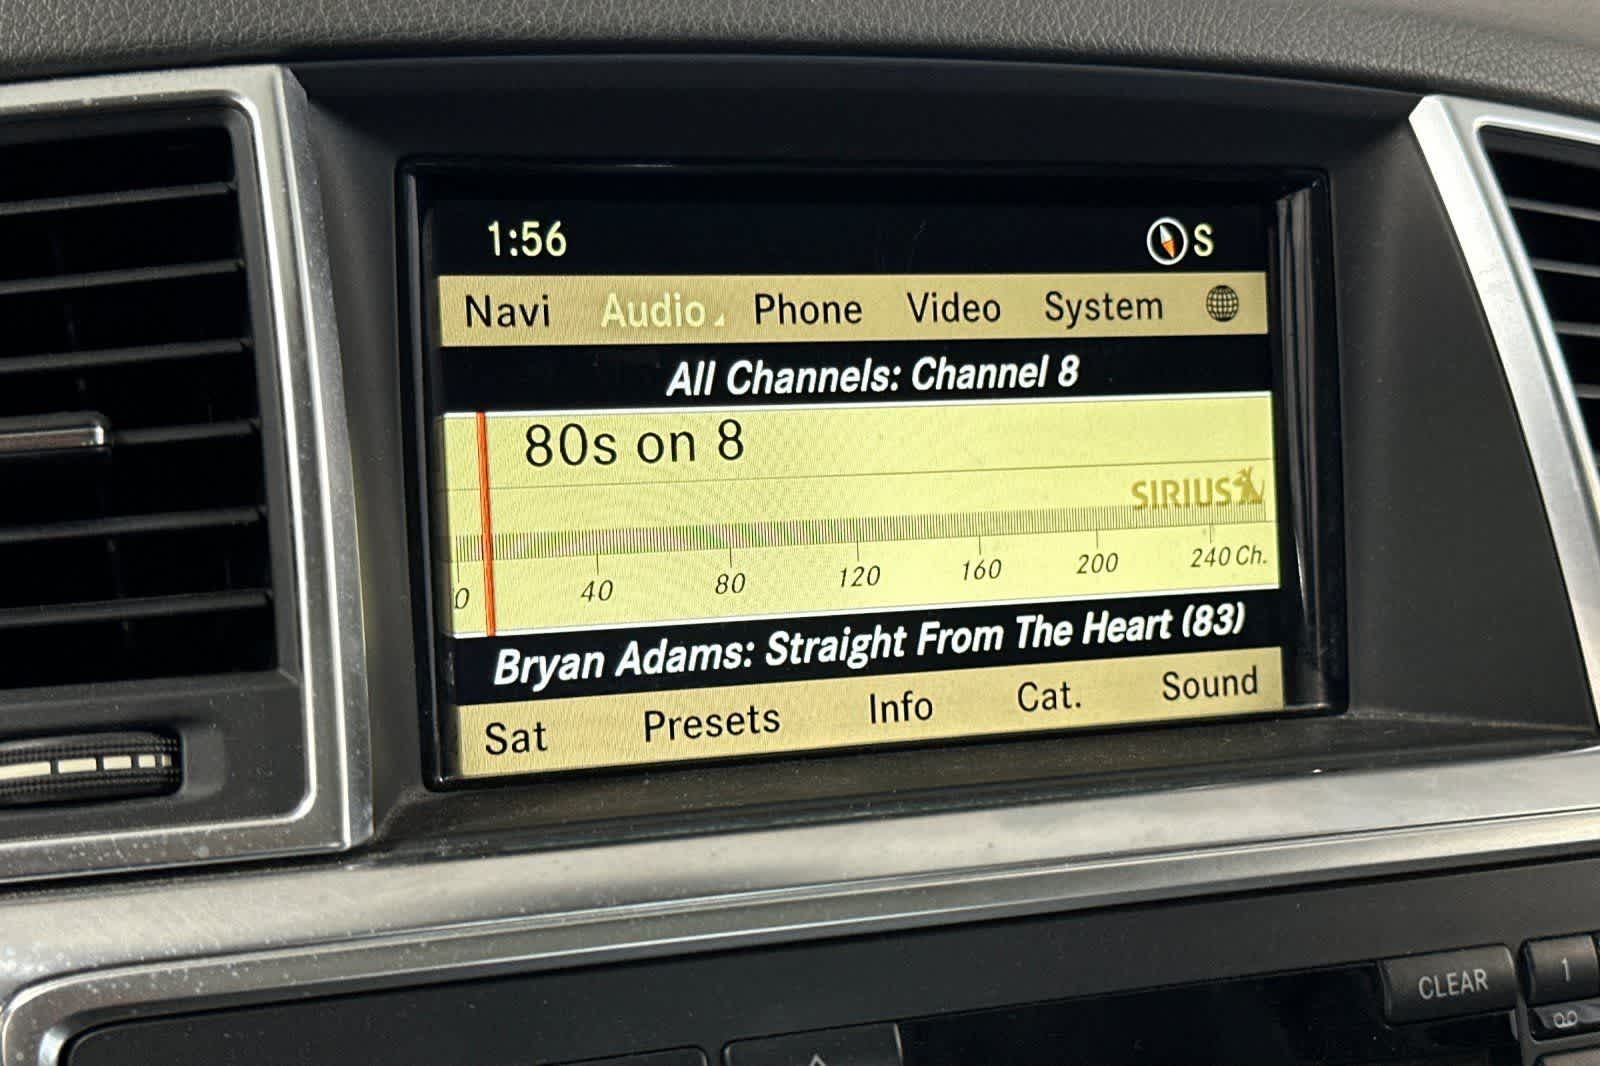 1:56 S
Navi Audio Phone Video System
All Channels: Channel 8
80s on 8
SIRIUS
0 40 80 120 160 200 240 Ch.
Bryan Adams: Straight From The Heart (83)
Sat Presets Info Cat. Sound
CLEAR 1